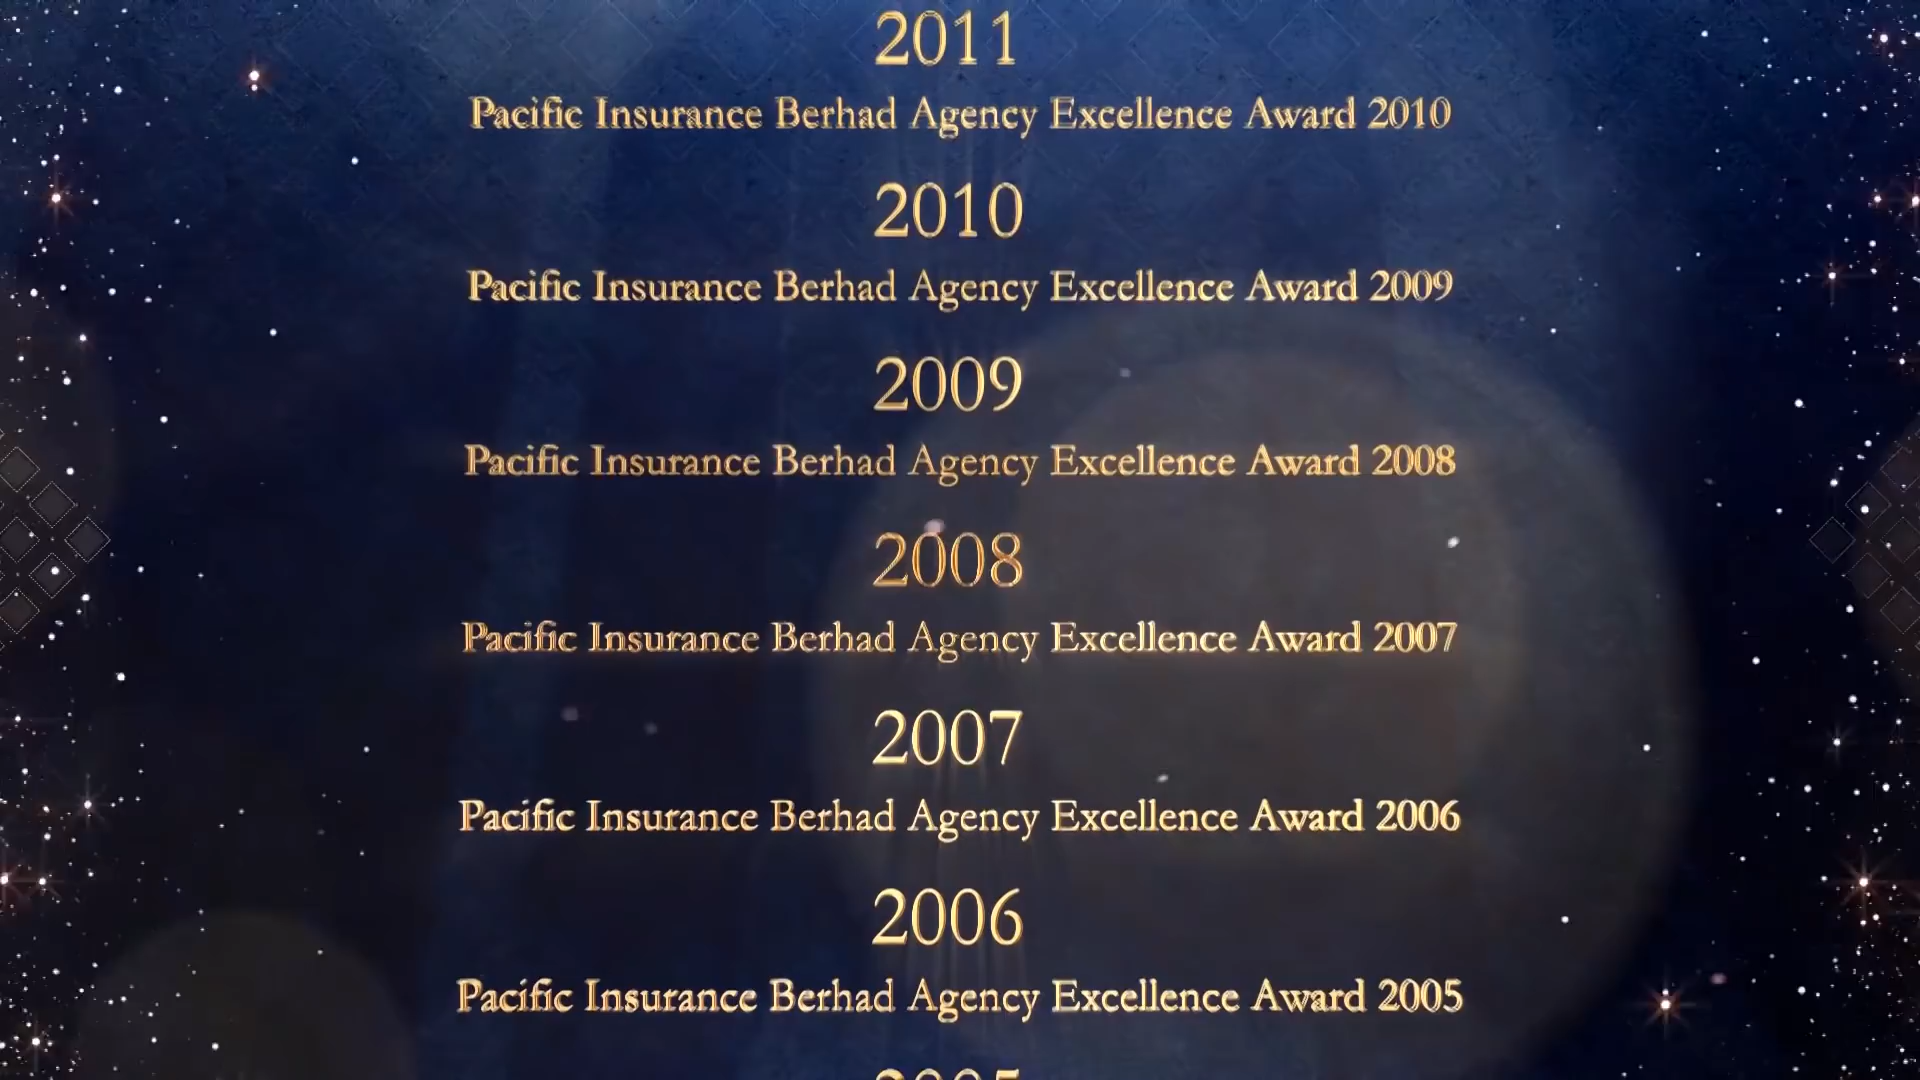 2011
Pacific Insurance Berhad Agency Excellence Award 2010
2010
Pacific Insurance Berhad Agency Excellence Award 2009
2009
Pacific Insurance Berhad Agency Excellence Award 2008
2008
Pacific Insurance Berhad Agency Excellence Award 2007
2007
Pacific Insurance Berhad Agency Excellence Award 2006
2006
Pacific Insurance Berhad Agency Excellence Award 2005